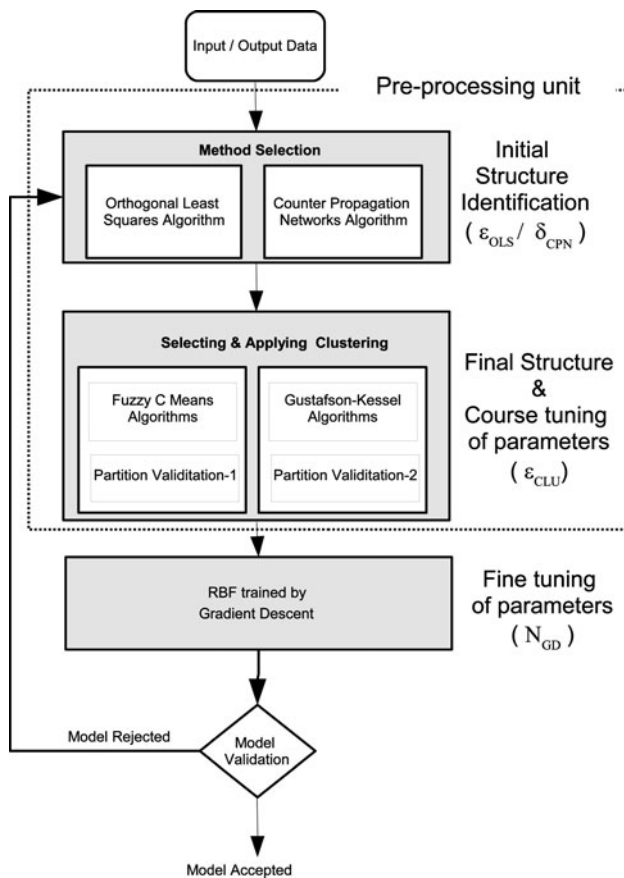 Input / Output Data
Pre-processing unit
Method Selection
Orthogonal Least
Squares Algorithm
Counter Propagation
Networks Algorithm
Initial
Structure
Identification
( ε_OLS / δ_CPN )
Selecting & Applying Clustering
Fuzzy C Means
Algorithms
Partition Validitation-1
Gustafson-Kessel
Algorithms
Partition Validitation-2
Final Structure
&
Course tuning
of parameters
( ε_CLU)
RBF trained by
Gradient Descent
Fine tuning
of parameters
( N_GD )
Model Rejected
Model
Validation
Model Accepted